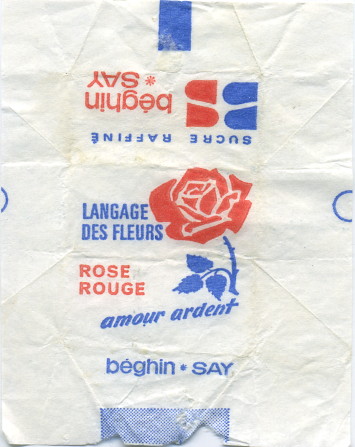 béghin
* SAY
SUCRE RAFFINÉ
LANGAGE
DES FLEURS
ROSE
ROUGE
amour ardent
béghin * SAY